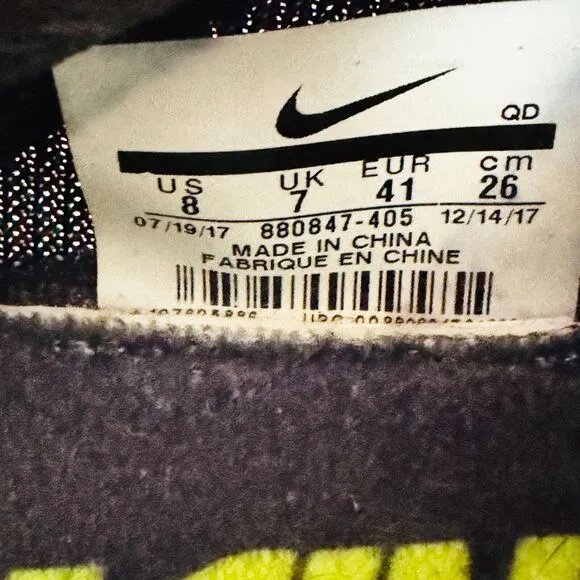 QD
US UK EUR cm
8 7 41 26
07/19/17 880847-405 12/14/17
MADE IN CHINA
FABRIQUE EN CHINE